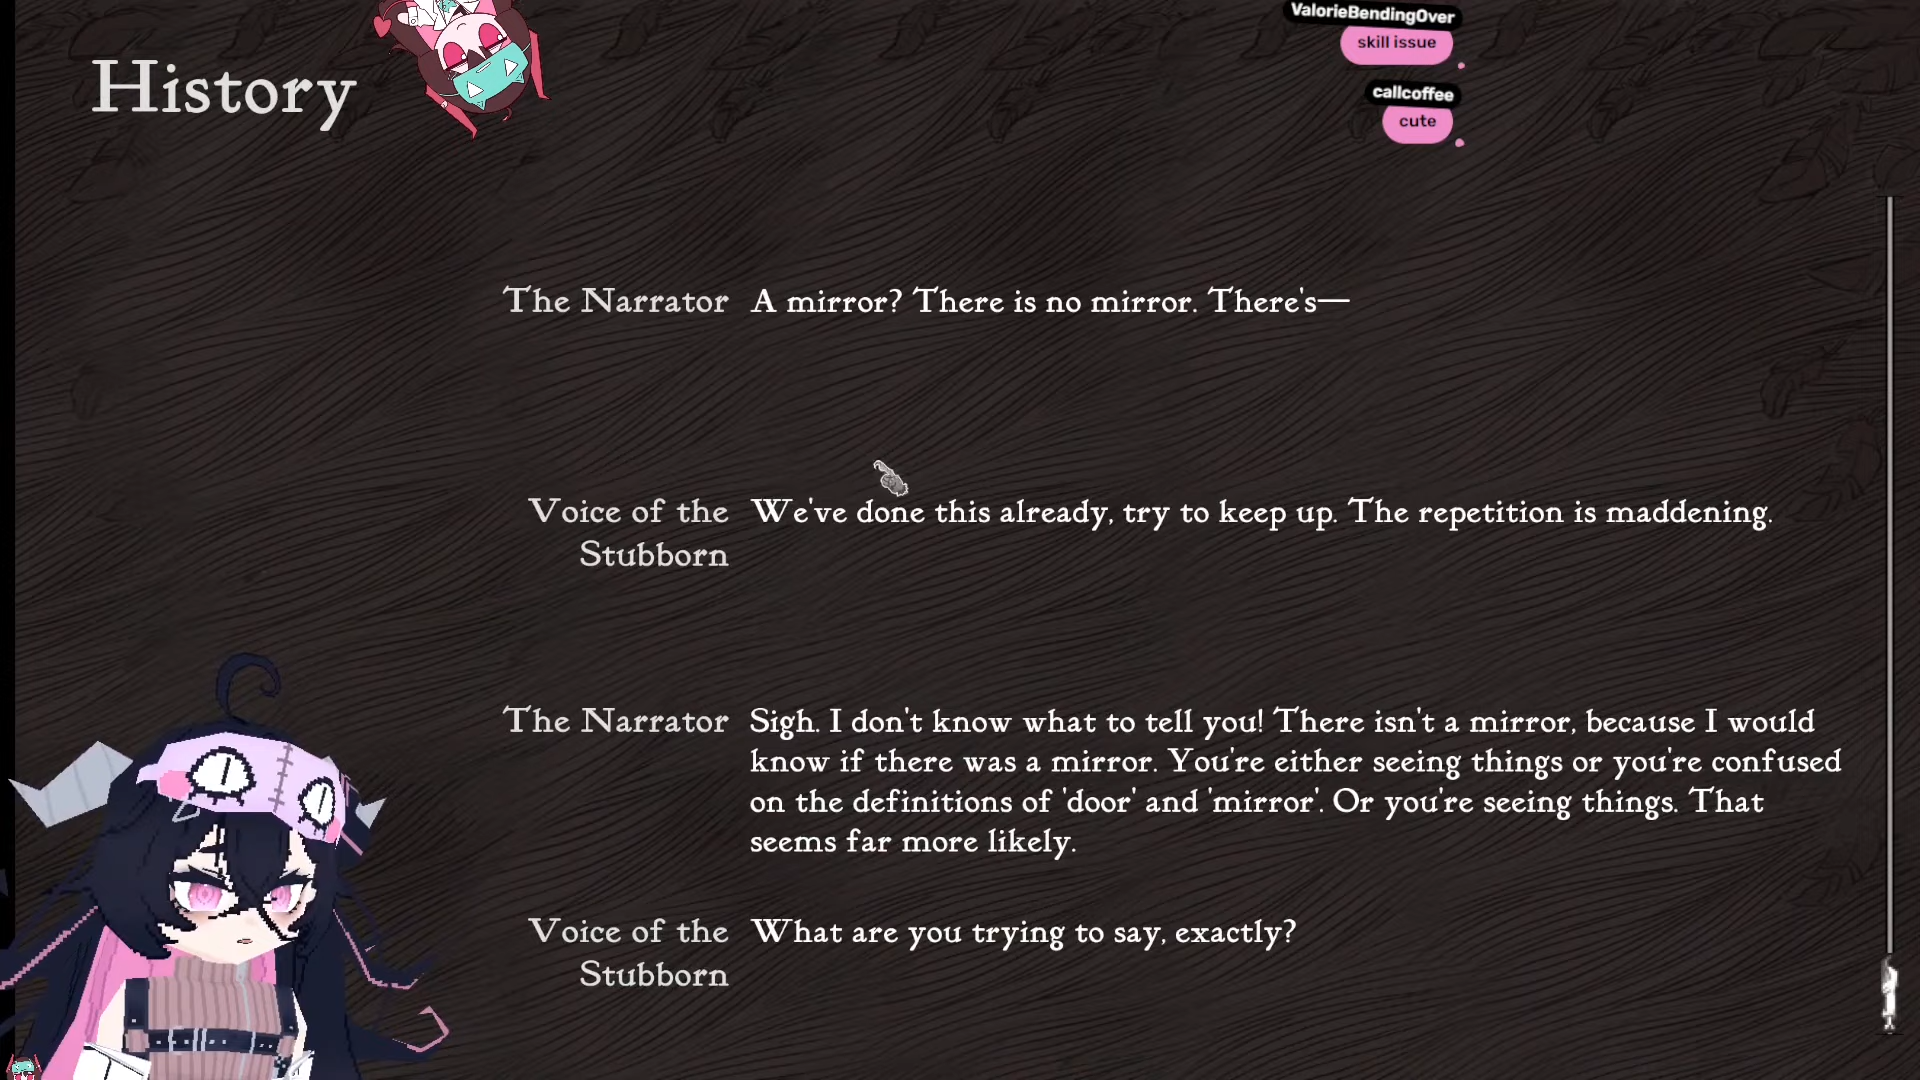 History
ValorieBendingOver
skill issue
callcoffee
cute
The Narrator
A mirror? There is no mirror. There's—
Voice of the
Stubborn
We've done this already, try to keep up. The repetition is maddening.
The Narrator
Sigh. I don't know what to tell you! There isn't a mirror, because I would
know if there was a mirror. You're either seeing things or you're confused
on the definitions of 'door' and 'mirror'. Or you're seeing things. That
seems far more likely.
Voice of the
Stubborn
What are you trying to say, exactly?